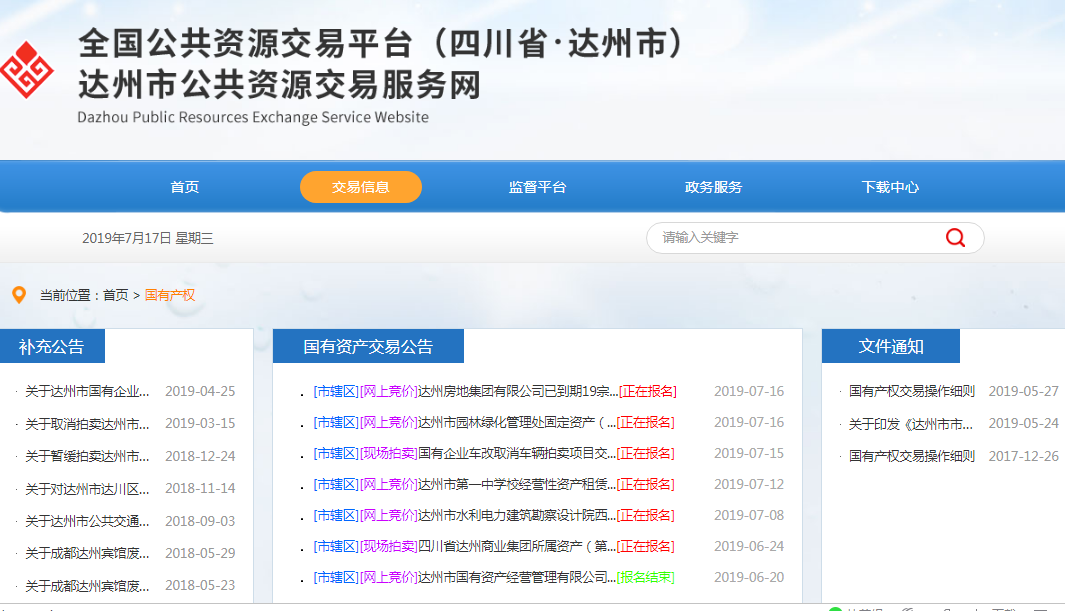 全国公共资源交易平台（四川省·达州市）
达州市公共资源交易服务网
Dazhou Public Resources Exchange Service Website
首页 交易信息 监督平台 政务服务 下载中心
2019年7月17日 星期三 请输入关键字
当前位置：首页 > 国有产权
补充公告
· 关于达州市国有企业... 2019-04-25
· 关于取消拍卖达州市... 2019-03-15
· 关于暂缓拍卖达州市... 2018-12-24
· 关于对达州市达川区... 2018-11-14
· 关于达州市公共交通... 2018-09-03
· 关于成都达州宾馆废... 2018-05-29
· 关于成都达州宾馆废... 2018-05-23
国有资产交易公告
. [市辖区][网上竞价]达州房地集团有限公司已到期19宗...[正在报名] 2019-07-16
. [市辖区][网上竞价]达州市园林绿化管理处固定资产（...[正在报名] 2019-07-16
. [市辖区][现场拍卖]国有企业车改取消车辆拍卖项目交...[正在报名] 2019-07-15
. [市辖区][网上竞价]达州市第一中学校经营性资产租赁...[正在报名] 2019-07-12
. [市辖区][网上竞价]达州市水利电力建筑勘察设计院西...[正在报名] 2019-07-08
. [市辖区][现场拍卖]四川省达州商业集团所属资产（第...[正在报名] 2019-06-24
. [市辖区][网上竞价]达州市国有资产经营管理有限公司...[报名结束] 2019-06-20
文件通知
· 国有产权交易操作细则 2019-05-27
· 关于印发《达州市市... 2019-05-24
· 国有产权交易操作细则 2017-12-26